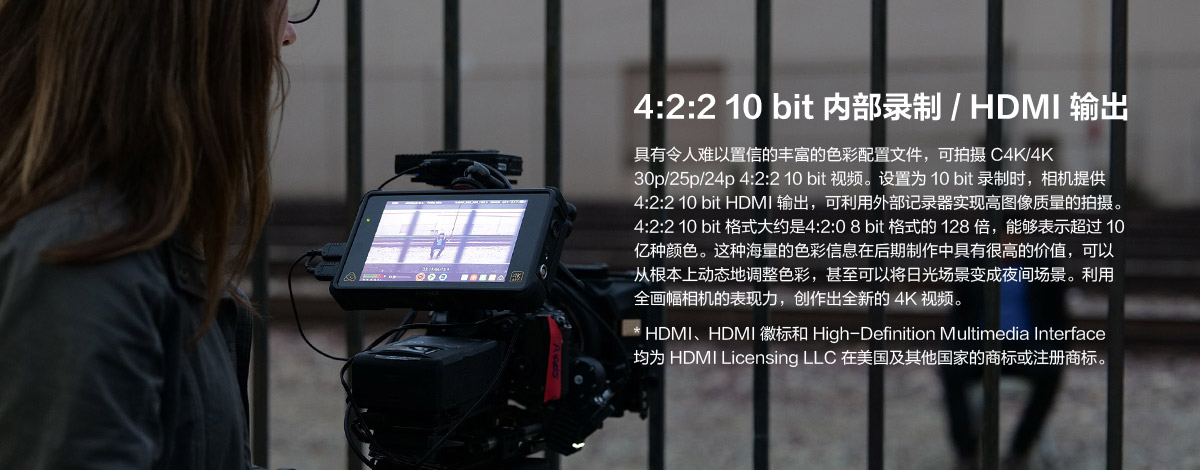 4:2:2 10 bit 内部录制 / HDMI 输出
具有令人难以置信的丰富的色彩配置文件，可拍摄 C4K/4K
30p/25p/24p 4:2:2 10 bit 视频。设置为 10 bit 录制时，相机提供
4:2:2 10 bit HDMI 输出，可利用外部记录器实现高图像质量的拍摄。
4:2:2 10 bit 格式大约是4:2:0 8 bit 格式的 128 倍，能够表示超过 10
亿种颜色。这种海量的色彩信息在后期制作中具有很高的价值，可以
从根本上动态地调整色彩，甚至可以将日光场景变成夜间场景。利用
全画幅相机的表现力，创作出全新的 4K 视频。
* HDMI、HDMI 徽标和 High-Definition Multimedia Interface
均为 HDMI Licensing LLC 在美国及其他国家的商标或注册商标。